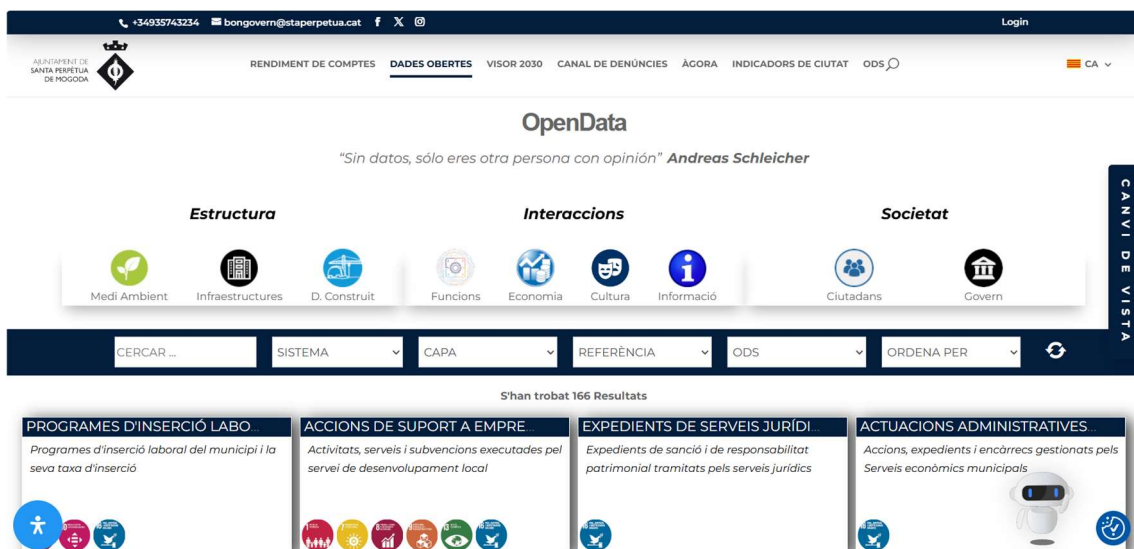 +34935743234 bongovern@staperpetua.cat Login
AJUNTAMENT DE
SANTA PERPÈTUA
DE MOGODA
RENDIMENT DE COMPTES DADES OBERTES VISOR 2030 CANAL DE DENÚNCIES ÀGORA INDICADORS DE CIUTAT ODS CA
OpenData
“Sin datos, sólo eres otra persona con opinión” Andreas Schleicher
CANVI DE VISTA
Estructura Interaccions Societat
Medi Ambient Infraestructures D. Construit Funcions Economia Cultura Informació Ciutadans Govern
CERCAR ... SISTEMA CAPA REFERÈNCIA ODS ORDENA PER
S'han trobat 166 Resultats
PROGRAMES D'INSERCIÓ LABO... ACCIONS DE SUPORT A EMPRE... EXPEDIENTS DE SERVEIS JURÍDI... ACTUACIONS ADMINISTRATIVES...
Programes d'inserció laboral del municipi i la
seva taxa d'inserció
Activitats, serveis i subvencions executades pel
servei de desenvolupament local
Expedients de sanció i de responsabilitat
patrimonial tramitats pels serveis jurídics
Accions, expedients i encàrrecs gestionats pels
Serveis econòmics municipals